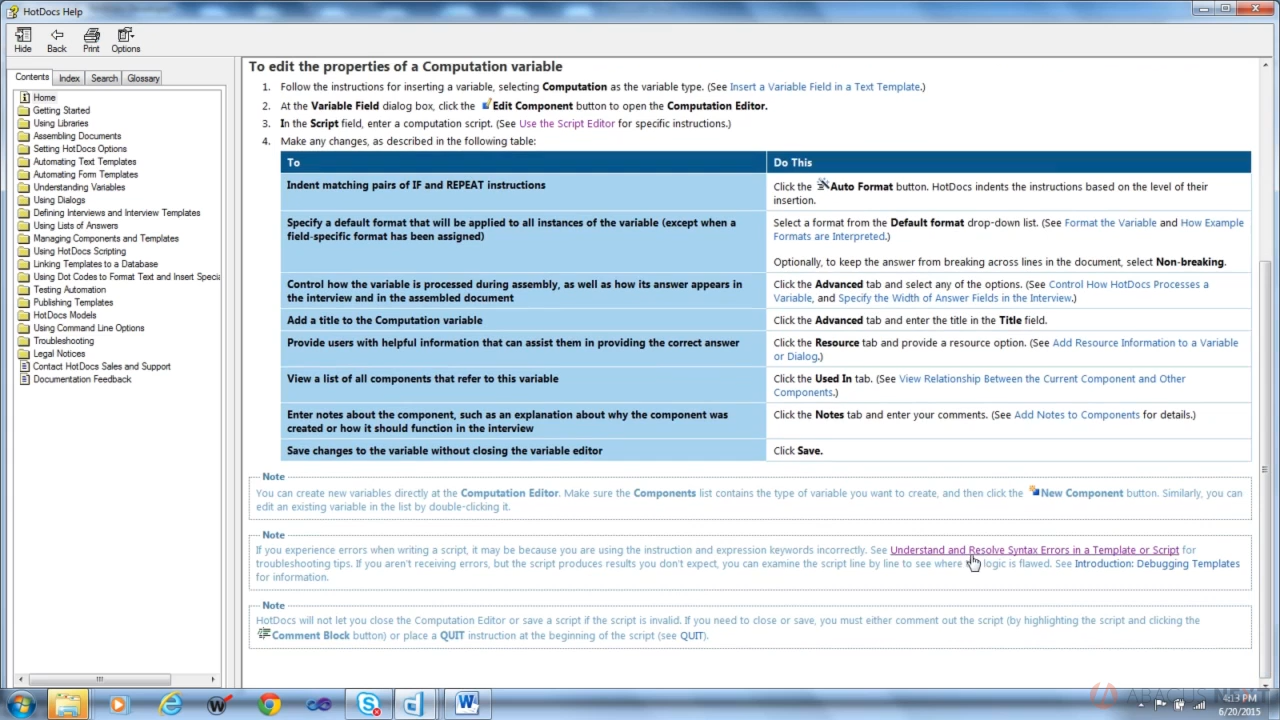 HotDocs Help
Hide Back Print Options
Contents Index Search Glossary
Home
Getting Started
Using Libraries
Assembling Documents
Setting HotDocs Options
Automating Text Templates
Automating Form Templates
Understanding Variables
Using Dialogs
Defining Interviews and Interview Templates
Using Lists of Answers
Managing Components and Templates
Using HotDocs Scripting
Linking Templates to a Database
Using Dot Codes to Format Text and Insert Specia
Testing Automation
Publishing Templates
HotDocs Models
Using Command Line Options
Troubleshooting
Legal Notices
Contact HotDocs Sales and Support
Documentation Feedback
To edit the properties of a Computation variable
1. Follow the instructions for inserting a variable, selecting Computation as the variable type. (See Insert a Variable Field in a Text Template.)
2. At the Variable Field dialog box, click the Edit Component button to open the Computation Editor.
3. In the Script field, enter a computation script. (See Use the Script Editor for specific instructions.)
4. Make any changes, as described in the following table:
To Do This
Indent matching pairs of IF and REPEAT instructions
Click the Auto Format button. HotDocs indents the instructions based on the level of their
insertion.
Specify a default format that will be applied to all instances of the variable (except when a
field-specific format has been assigned)
Select a format from the Default format drop-down list. (See Format the Variable and How Example
Formats are Interpreted.)
Optionally, to keep the answer from breaking across lines in the document, select Non-breaking.
Control how the variable is processed during assembly, as well as how its answer appears
in the interview and in the assembled document
Click the Advanced tab and select any of the options. (See Control How HotDocs Processes a
Variable, and Specify the Width of Answer Fields in the Interview.)
Add a title to the Computation variable
Click the Advanced tab and enter the title in the Title field.
Provide users with helpful information that can assist them in providing the correct answer
Click the Resource tab and provide a resource option. (See Add Resource Information to a Variable
or Dialog.)
View a list of all components that refer to this variable
Click the Used In tab. (See View Relationship Between the Current Component and Other
Components.)
Enter notes about the component, such as an explanation about why the component was
created or how it should function in the interview
Click the Notes tab and enter your comments. (See Add Notes to Components for details.)
Save changes to the variable without closing the variable editor
Click Save.
Note
You can create new variables directly at the Computation Editor. Make sure the Components list contains the type of variable you want to create, and then click the New Component button. Similarly, you can
edit an existing variable in the list by double-clicking it.
Note
If you experience errors when writing a script, it may be because you are using the instruction and expression keywords incorrectly. See Understand and Resolve Syntax Errors in a Template or Script for
troubleshooting tips. If you aren't receiving errors, but the script produces results you don't expect, you can examine the script line by line to see where logic is flawed. See Introduction: Debugging Templates
for information.
Note
HotDocs will not let you close the Computation Editor or save a script if the script is invalid. If you need to close or save, you must either comment out the script (by highlighting the script and clicking the
Comment Block button) or place a QUIT instruction at the beginning of the script (see QUIT).
ABACUS NEXT
4:13 PM
6/20/2015